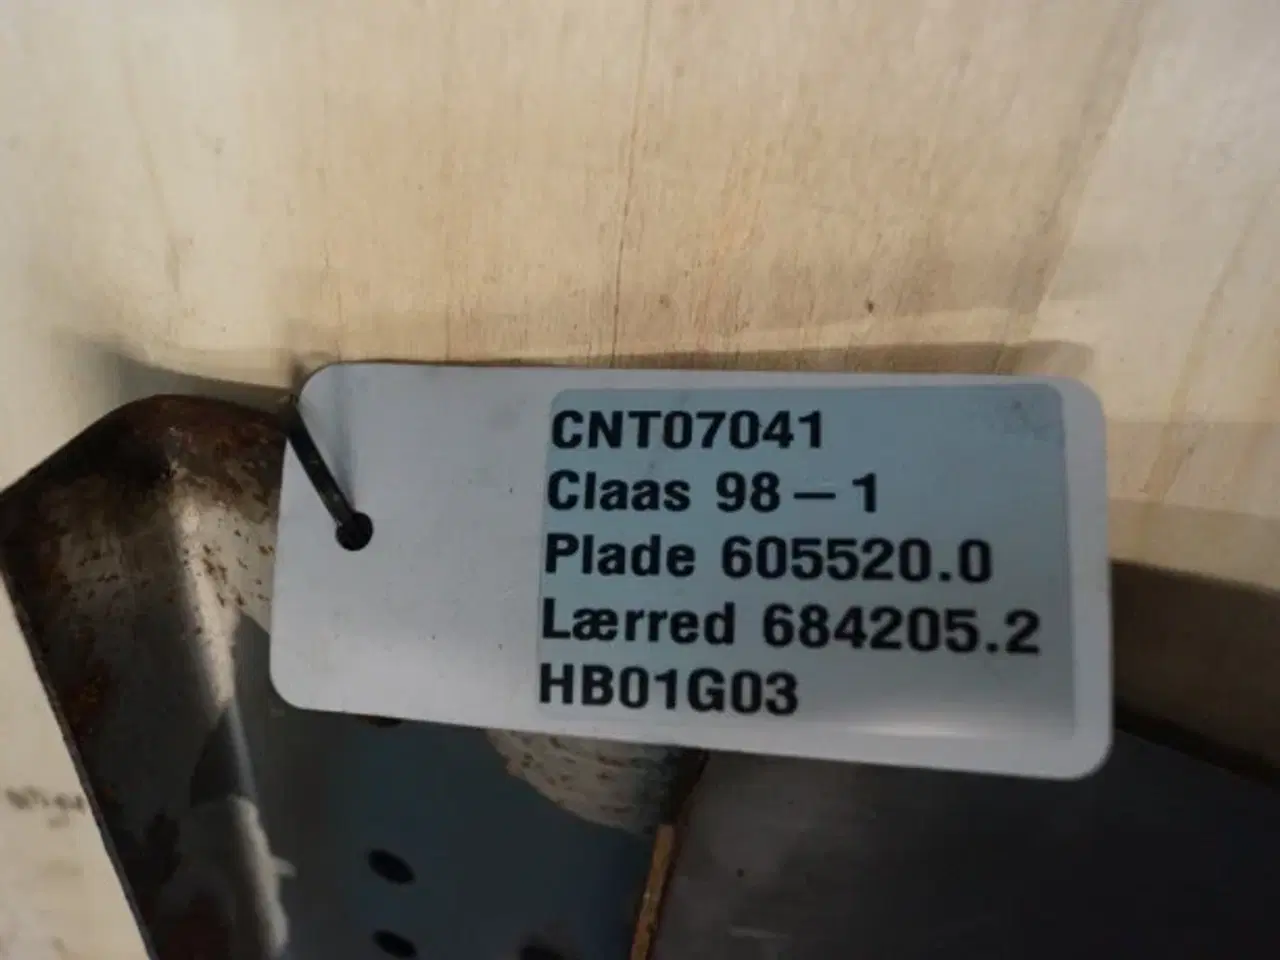 CNT07041
Claas 98 – 1
Plade 605520.0
Lærred 684205.2
HB01G03